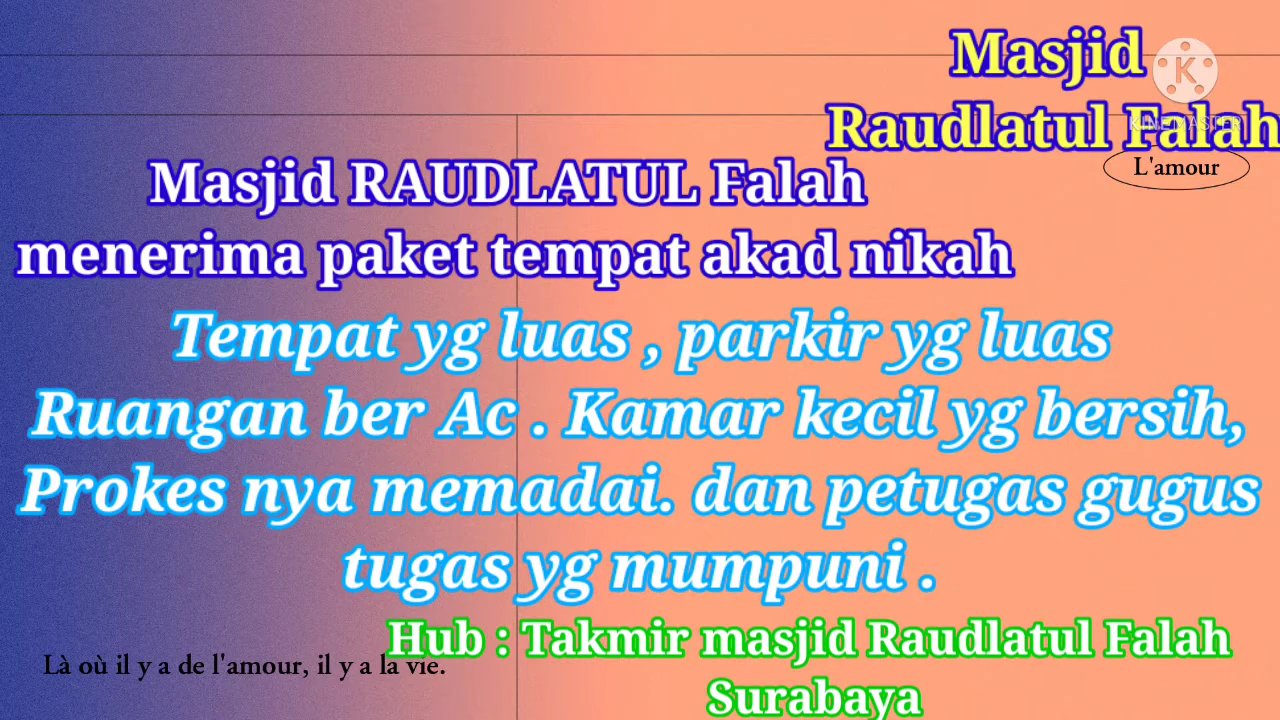 Masjid
Raudlatul Falah
KINEMASTER
L'amour
Masjid RAUDLATUL Falah
menerima paket tempat akad nikah
Tempat yg luas , parkir yg luas
Ruangan ber Ac . Kamar kecil yg bersih,
Prokes nya memadai. dan petugas gugus
tugas yg mumpuni .
Hub : Takmir masjid Raudlatul Falah
Surabaya
Là où il y a de l'amour, il y a la vie.